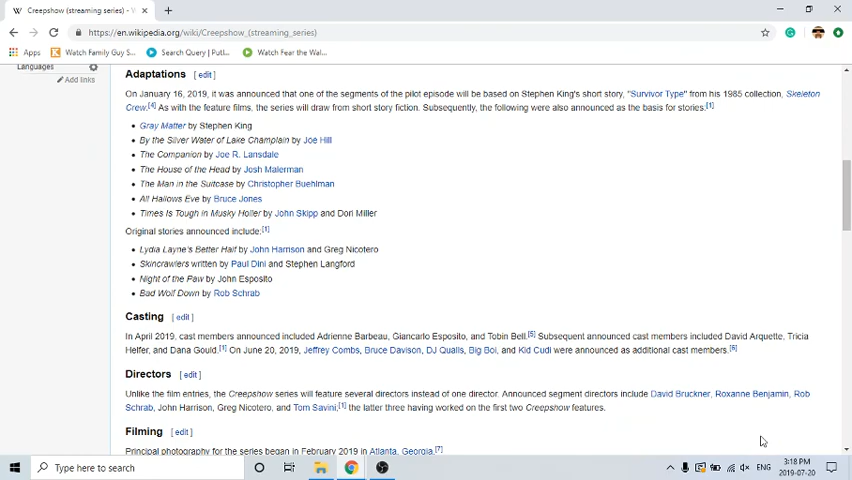 Creepshow (streaming_series) - W
https://en.wikipedia.org/wiki/Creepshow_(streaming_series)
Apps Watch Family Guy S... Search Query | Putl... Watch Fear the Wal...
Languages
Add links
Adaptations [ edit ]
On January 16, 2019, it was announced that one of the segments of the pilot episode will be based on Stephen King's short story, "Survivor Type" from his 1985 collection, Skeleton
Crew.[4] As with the feature films, the series will draw from short story fiction. Subsequently, the following were also announced as the basis for stories:[1]
• Gray Matter by Stephen King
• By the Silver Water of Lake Champlain by Joe Hill
• The Companion by Joe R. Lansdale
• The House of the Head by Josh Malerman
• The Man in the Suitcase by Christopher Buehlman
• All Hallows Eve by Bruce Jones
• Times Is Tough in Musky Holler by John Skipp and Dori Miller
Original stories announced include:[1]
• Lydia Layne's Better Half by John Harrison and Greg Nicotero
• Skincrawlers written by Paul Dini and Stephen Langford
• Night of the Paw by John Esposito
• Bad Wolf Down by Rob Schrab
Casting [ edit ]
In April 2019, cast members announced included Adrienne Barbeau, Giancarlo Esposito, and Tobin Bell.[5] Subsequent announced cast members included David Arquette, Tricia
Helfer, and Dana Gould.[1] On June 20, 2019, Jeffrey Combs, Bruce Davison, DJ Qualls, Big Boi, and Kid Cudi were announced as additional cast members.[6]
Directors [ edit ]
Unlike the film entries, the Creepshow series will feature several directors instead of one director. Announced segment directors include David Bruckner, Roxanne Benjamin, Rob
Schrab, John Harrison, Greg Nicotero, and Tom Savini;[1] the latter three having worked on the first two Creepshow features.
Filming [ edit ]
Principal photography for the series began in February 2019 in Atlanta, Georgia.[7]
Type here to search
ENG
3:18 PM
2019-07-20